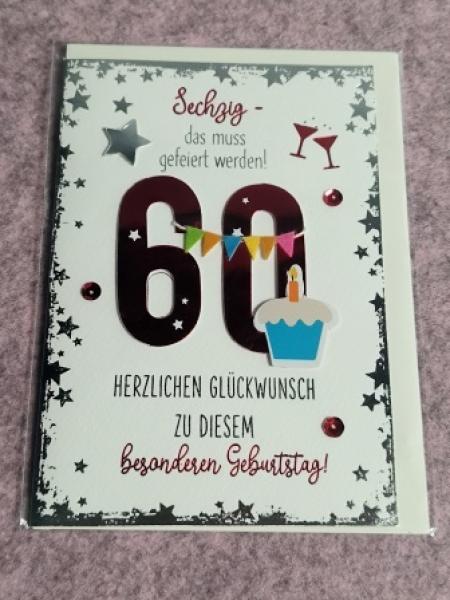 Sechzig -
das muss
gefeiert werden!
60
HERZLICHEN GLÜCKWUNSCH
ZU DIESEM
besonderen Geburtstag!